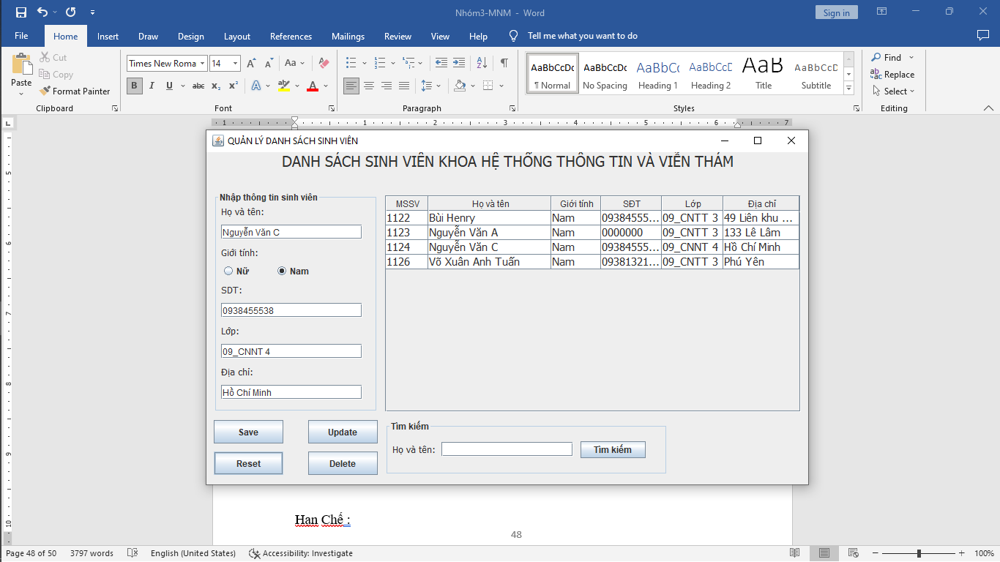 Nhóm3-MNM - Word
Sign in
File Home Insert Draw Design Layout References Mailings Review View Help Tell me what you want to do
Paste
Cut
Copy
Format Painter
Clipboard
Times New Roma 14
Font
Paragraph
AaBbCcDc AaBbCcDc AaBbCc AaBbCcD AaB AaBbCcD
¶ Normal No Spacing Heading 1 Heading 2 Title Subtitle
Styles
Find
Replace
Select
Editing
QUẢN LÝ DANH SÁCH SINH VIÊN
DANH SÁCH SINH VIÊN KHOA HỆ THỐNG THÔNG TIN VÀ VIỄN THÁM
Nhập thông tin sinh viên
Họ và tên:
Nguyễn Văn C
Giới tính:
Nữ Nam
SDT:
0938455538
Lớp:
09_CNNT 4
Địa chỉ:
Hồ Chí Minh
MSSV Họ và tên Giới tính SĐT Lớp Địa chỉ
1122 Bùi Henry Nam 09384555... 09_CNTT 3 49 Liên khu ...
1123 Nguyễn Văn A Nam 0000000 09_CNTT 3 133 Lê Lâm
1124 Nguyễn Văn C Nam 09384555... 09_CNNT 4 Hồ Chí Minh
1126 Võ Xuân Anh Tuấn Nam 09381321... 09_CNTT 3 Phú Yên
Save Update
Reset Delete
Tìm kiếm
Họ và tên: Tìm kiếm
Hạn Chế :
48
Page 48 of 50 3797 words English (United States) Accessibility: Investigate 100%